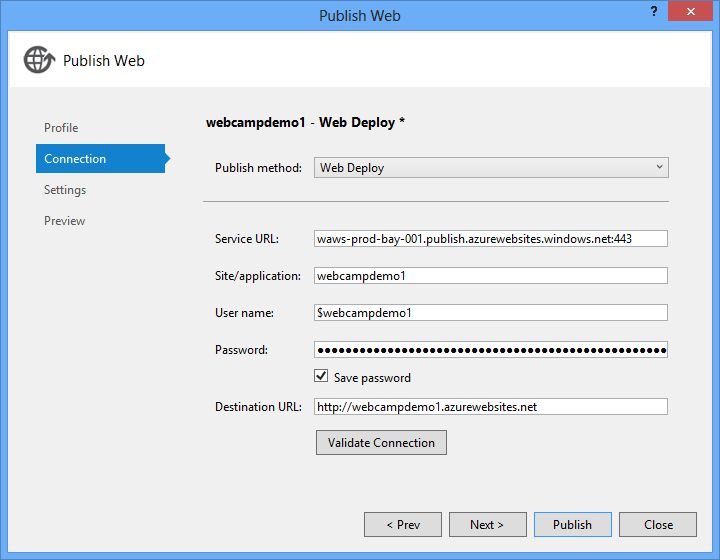 Publish Web
?
Publish Web
Profile
Connection
Settings
Preview
webcampdemo1 - Web Deploy *
Publish method: Web Deploy
Service URL: waws-prod-bay-001.publish.azurewebsites.windows.net:443
Site/application: webcampdemo1
User name: $webcampdemo1
Password:
Save password
Destination URL: http://webcampdemo1.azurewebsites.net
Validate Connection
< Prev Next > Publish Close